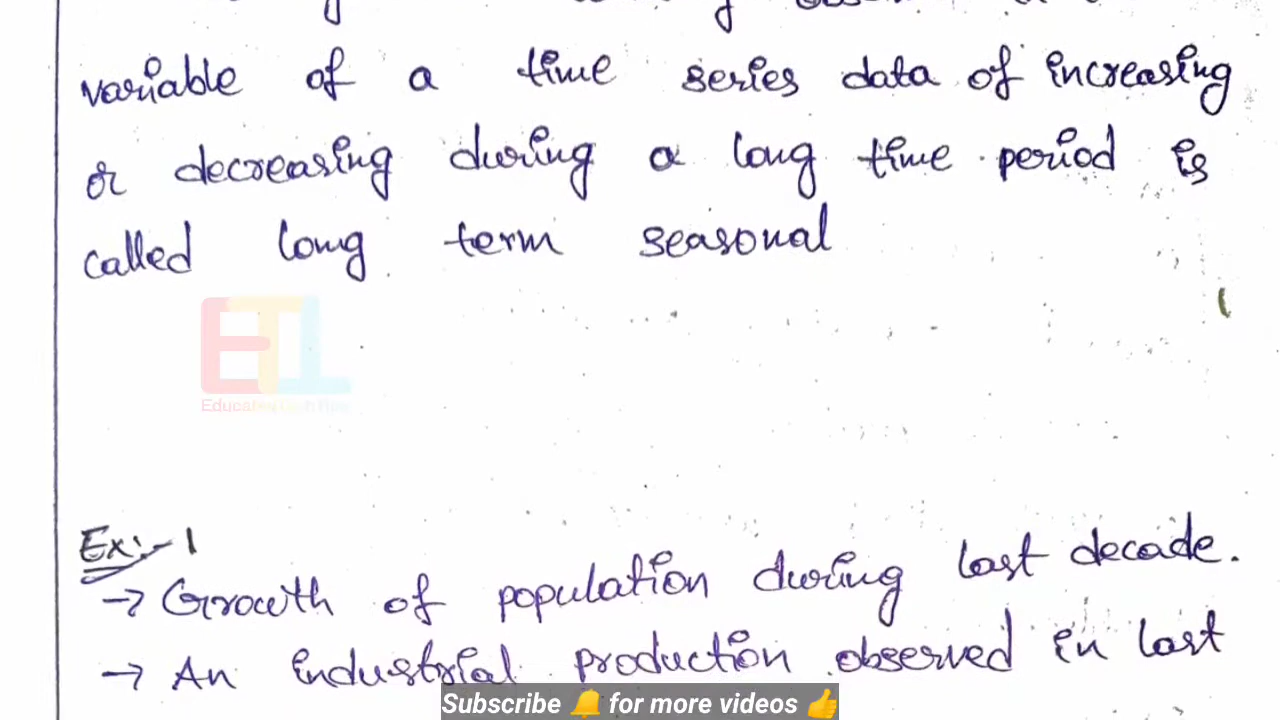 variable of a time series data of increasing
or decreasing during a long time period is
called long term seasonal
Ex:- 1
→ Growth of population during last decade.
→ An industrial production observed in last
Subscribe 🔔 for more videos 👍